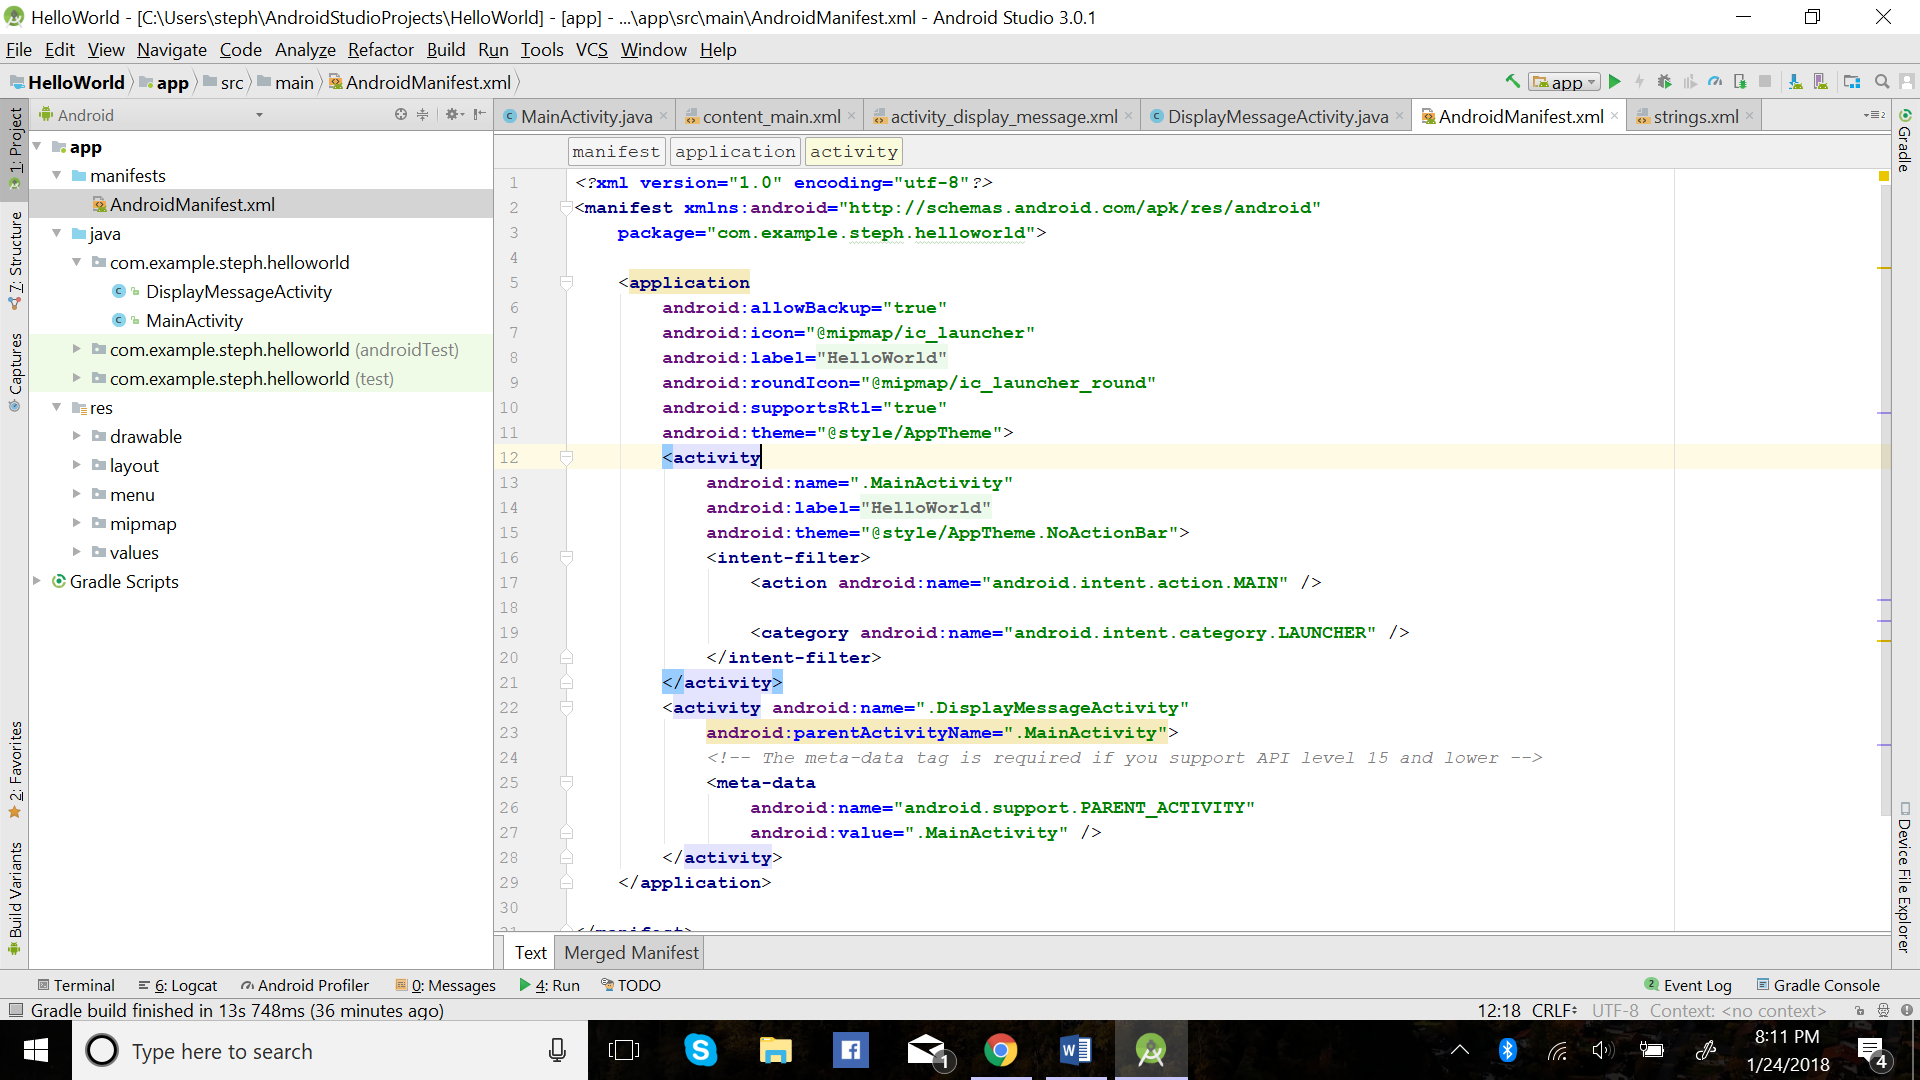 HelloWorld - [C:\Users\steph\AndroidStudioProjects\HelloWorld] - [app] - ...\app\src\main\AndroidManifest.xml - Android Studio 3.0.1
File Edit View Navigate Code Analyze Refactor Build Run Tools VCS Window Help
HelloWorld app src main AndroidManifest.xml
app
Android
MainActivity.java content_main.xml activity_display_message.xml DisplayMessageActivity.java AndroidManifest.xml strings.xml
2
manifest application activity
1: Project
7: Structure
Captures
2: Favorites
Build Variants
app
manifests
AndroidManifest.xml
java
com.example.steph.helloworld
DisplayMessageActivity
MainActivity
com.example.steph.helloworld (androidTest)
com.example.steph.helloworld (test)
res
drawable
layout
menu
mipmap
values
Gradle Scripts
1 <?xml version="1.0" encoding="utf-8"?>
2 <manifest xmlns:android="http://schemas.android.com/apk/res/android"
3 package="com.example.steph.helloworld">
4
5 <application
6 android:allowBackup="true"
7 android:icon="@mipmap/ic_launcher"
8 android:label="HelloWorld"
9 android:roundIcon="@mipmap/ic_launcher_round"
10 android:supportsRtl="true"
11 android:theme="@style/AppTheme">
12 <activity
13 android:name=".MainActivity"
14 android:label="HelloWorld"
15 android:theme="@style/AppTheme.NoActionBar">
16 <intent-filter>
17 <action android:name="android.intent.action.MAIN" />
18
19 <category android:name="android.intent.category.LAUNCHER" />
20 </intent-filter>
21 </activity>
22 <activity android:name=".DisplayMessageActivity"
23 android:parentActivityName=".MainActivity">
24 <!-- The meta-data tag is required if you support API level 15 and lower -->
25 <meta-data
26 android:name="android.support.PARENT_ACTIVITY"
27 android:value=".MainActivity" />
28 </activity>
29 </application>
30
31 </manifest>
Gradle
Device File Explorer
Text Merged Manifest
Terminal 6: Logcat Android Profiler 0: Messages 4: Run TODO
2 Event Log Gradle Console
Gradle build finished in 13s 748ms (36 minutes ago)
12:18 CRLF UTF-8 Context: <no context>
Type here to search
1
8:11 PM
1/24/2018
4